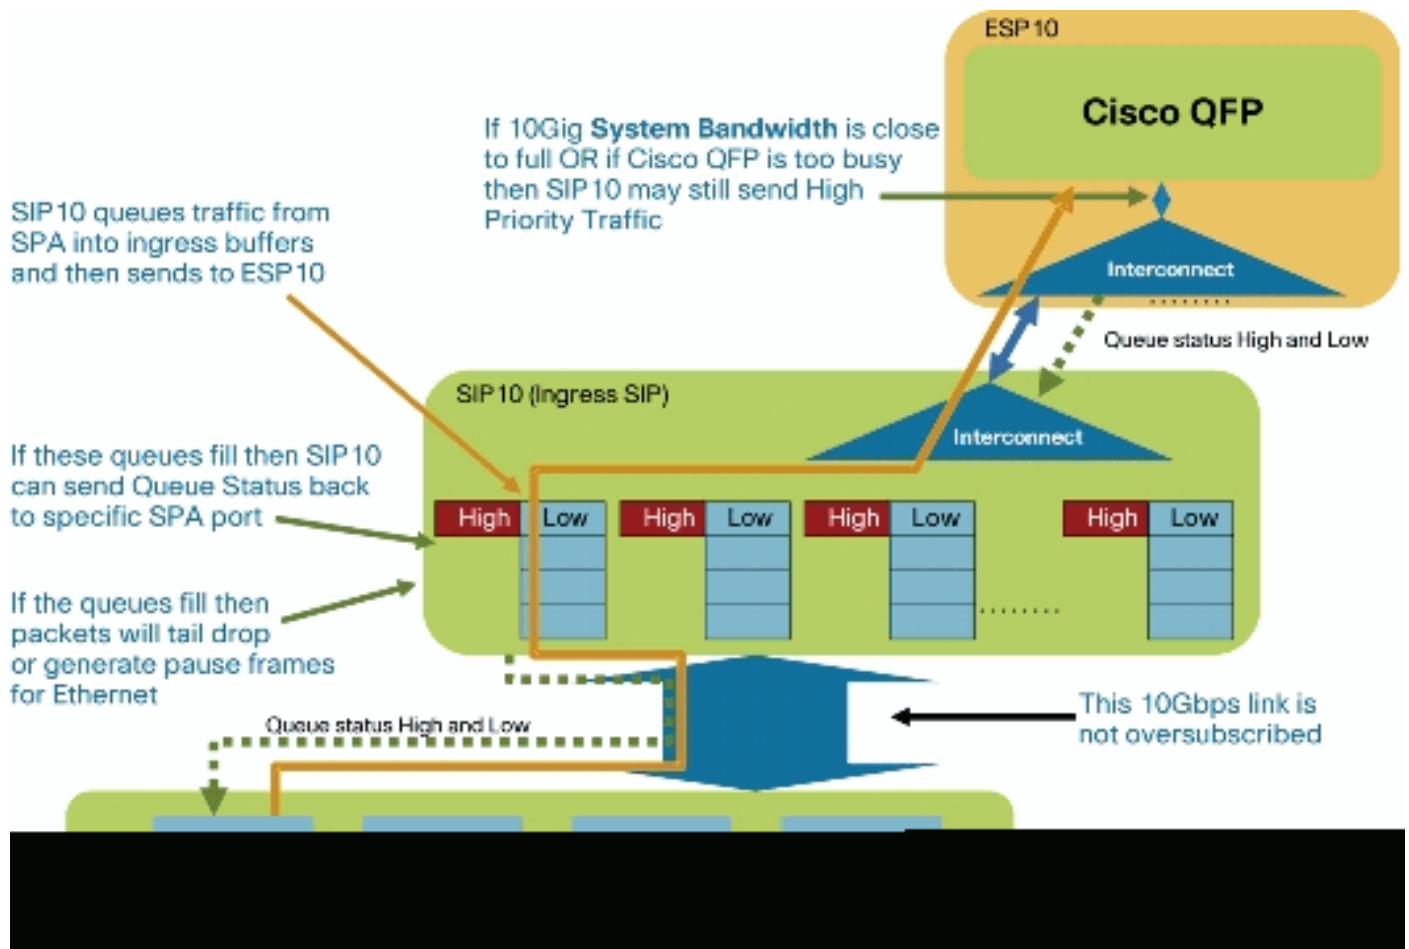 ESP10
Cisco QFP
If 10Gig System Bandwidth is close
to full OR if Cisco QFP is too busy
then SIP10 may still send High
Priority Traffic
SIP10 queues traffic from
SPA into ingress buffers
and then sends to ESP10
Interconnect
Queue status High and Low
SIP10 (Ingress SIP)
Interconnect
If these queues fill then SIP10
can send Queue Status back
to specific SPA port
High Low High Low High Low High Low
If the queues fill then
packets will tail drop
or generate pause frames
for Ethernet
Queue status High and Low
This 10Gbps link is
not oversubscribed